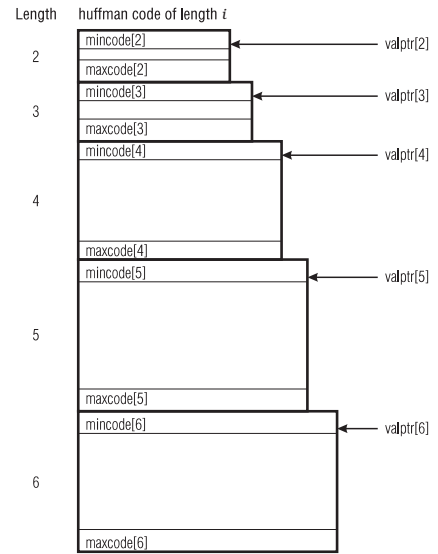 Length huffman code of length i
mincode[2] valptr[2]
2
maxcode[2]
mincode[3] valptr[3]
3
maxcode[3]
mincode[4] valptr[4]
4
maxcode[4]
mincode[5] valptr[5]
5
maxcode[5]
mincode[6] valptr[6]
6
maxcode[6]